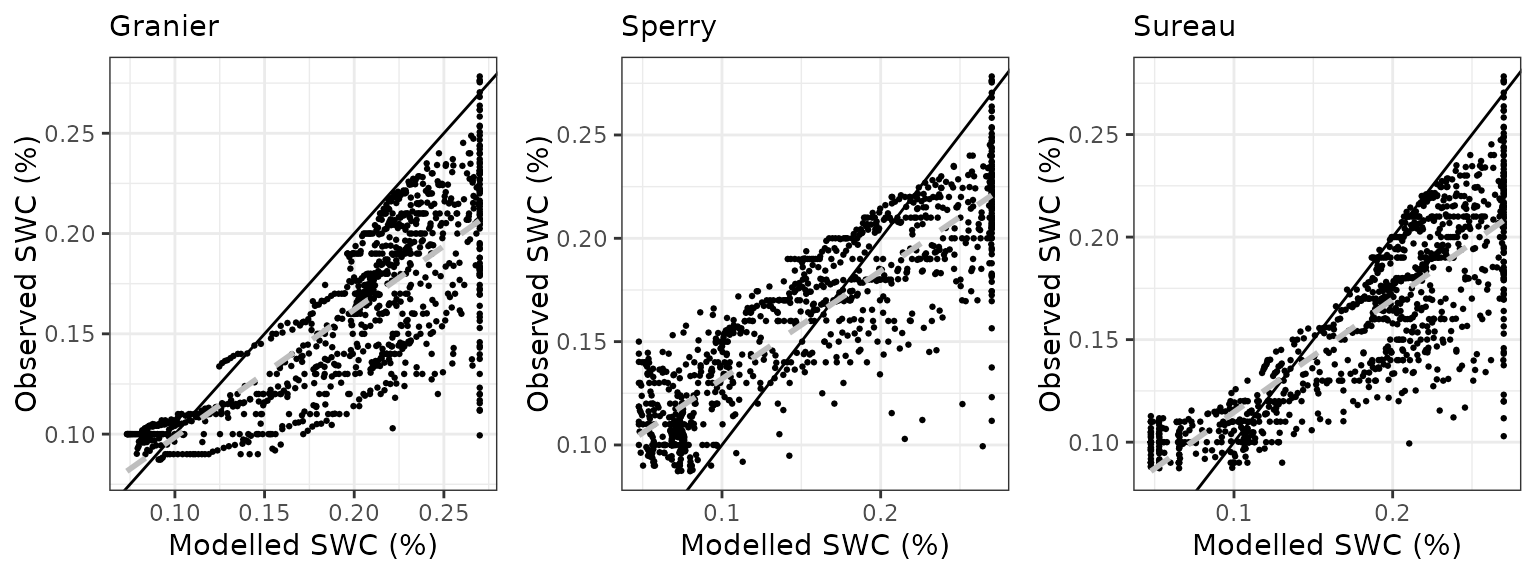 Granier
Sperry
Sureau
Observed SWC (%)
0.25
0.20
0.15
0.10
0.10 0.15 0.20 0.25
Modelled SWC (%)
Observed SWC (%)
0.25
0.20
0.15
0.10
0.1 0.2
Modelled SWC (%)
Observed SWC (%)
0.25
0.20
0.15
0.10
0.1 0.2
Modelled SWC (%)